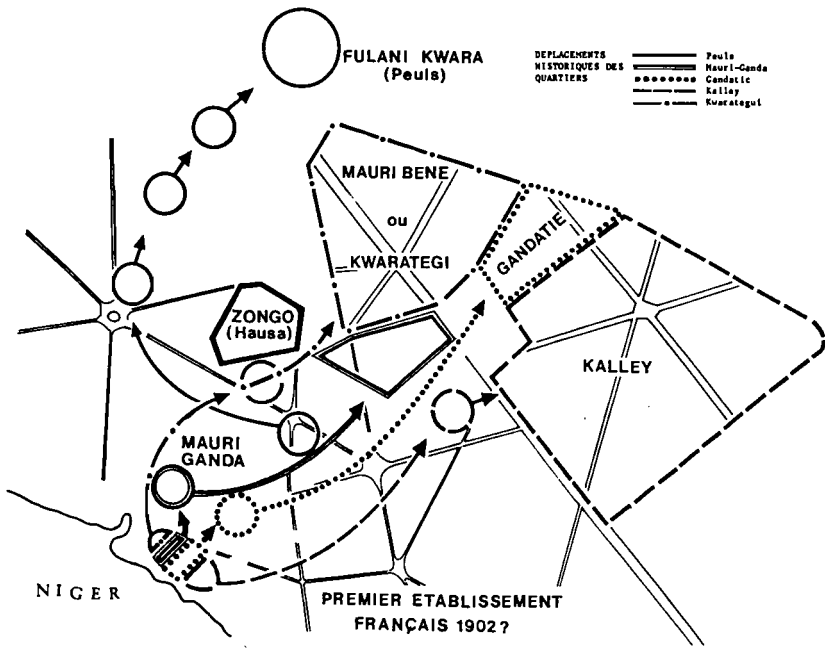 FULANI KWARA
(Peuls)
DEPLACEMENTS
HISTORIQUES DES
QUARTIERS
Peuls
Mauri-Ganda
Gandatic
Kalley
Kwarategui
MAURI BENE
ou
KWARATEGI
GANDATIE
ZONGO
(Hausa)
KALLEY
MAURI
GANDA
NIGER
PREMIER ETABLISSEMENT
FRANÇAIS 1902?